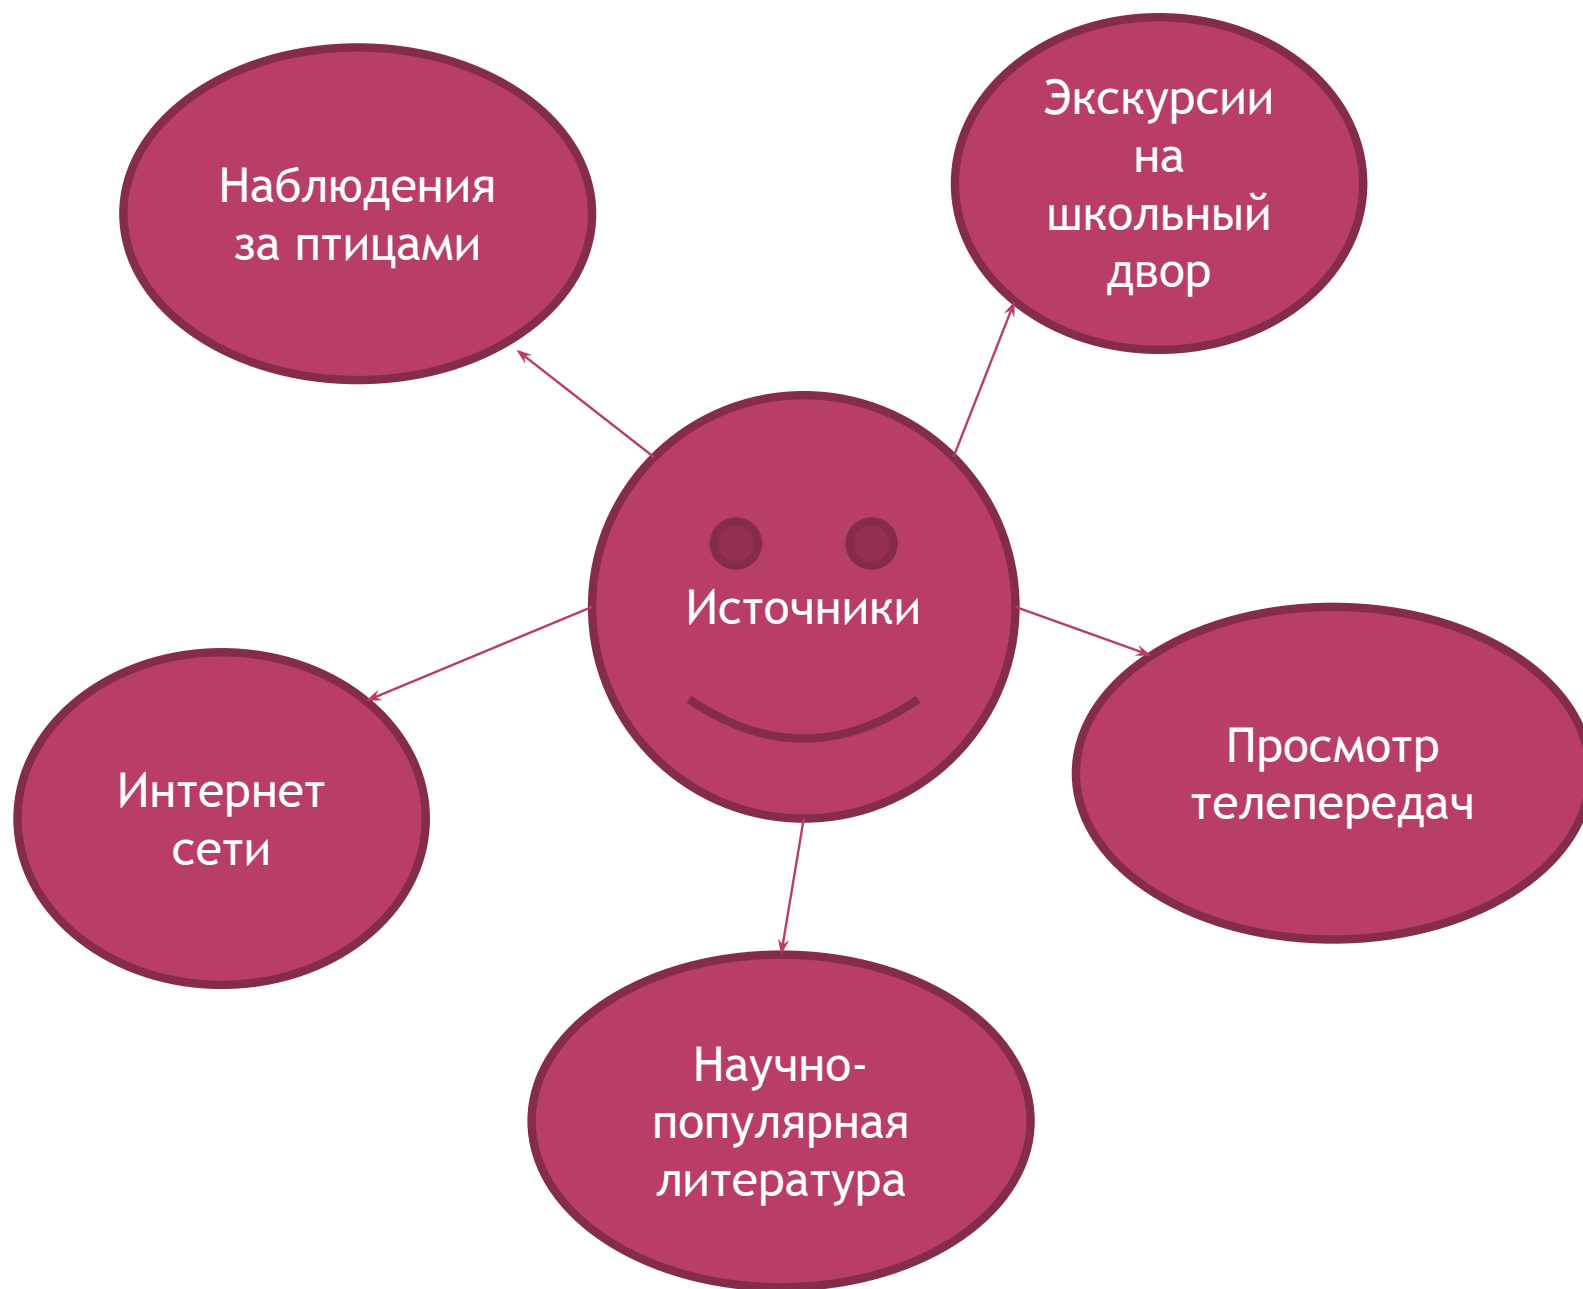 Экскурсии
на
школьный
двор
Наблюдения
за птицами
Источники
Просмотр
телепередач
Интернет
сети
Научно-
популярная
литература